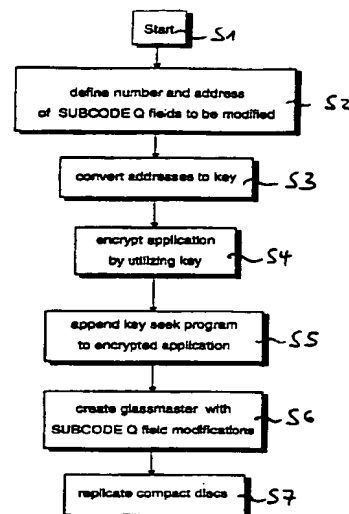 Start S1
define number and address
of SUBCODE Q fields to be modified S2
convert addresses to key S3
encrypt application
by utilizing key S4
append key seek program
to encrypted application S5
create glassmaster with
SUBCODE Q field modifications S6
replicate compact discs S7